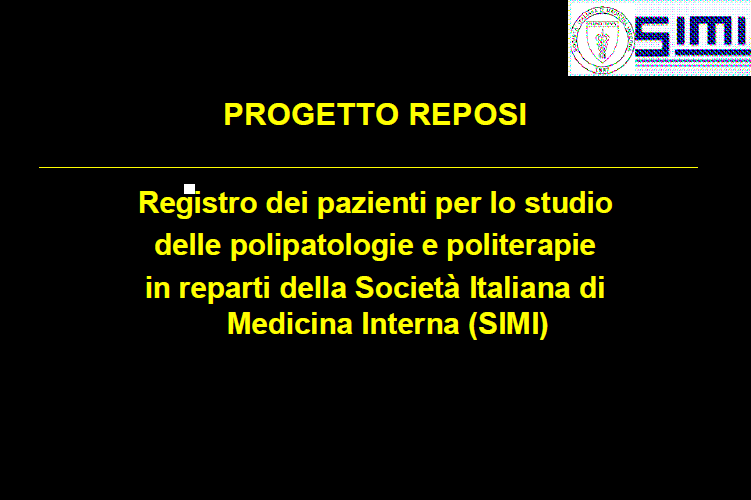 SIMI
PROGETTO REPOSI
Registro dei pazienti per lo studio
delle polipatologie e politerapie
in reparti della Società Italiana di
Medicina Interna (SIMI)